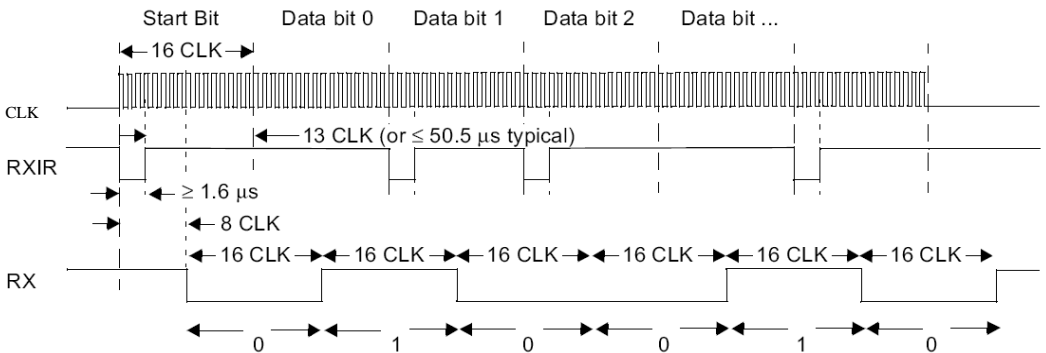 Start Bit Data bit 0 Data bit 1 Data bit 2 Data bit ...
16 CLK
CLK
13 CLK (or ≤ 50.5 μs typical)
RXIR
≥ 1.6 μs
8 CLK
16 CLK 16 CLK 16 CLK 16 CLK 16 CLK 16 CLK
RX
0 1 0 0 1 0